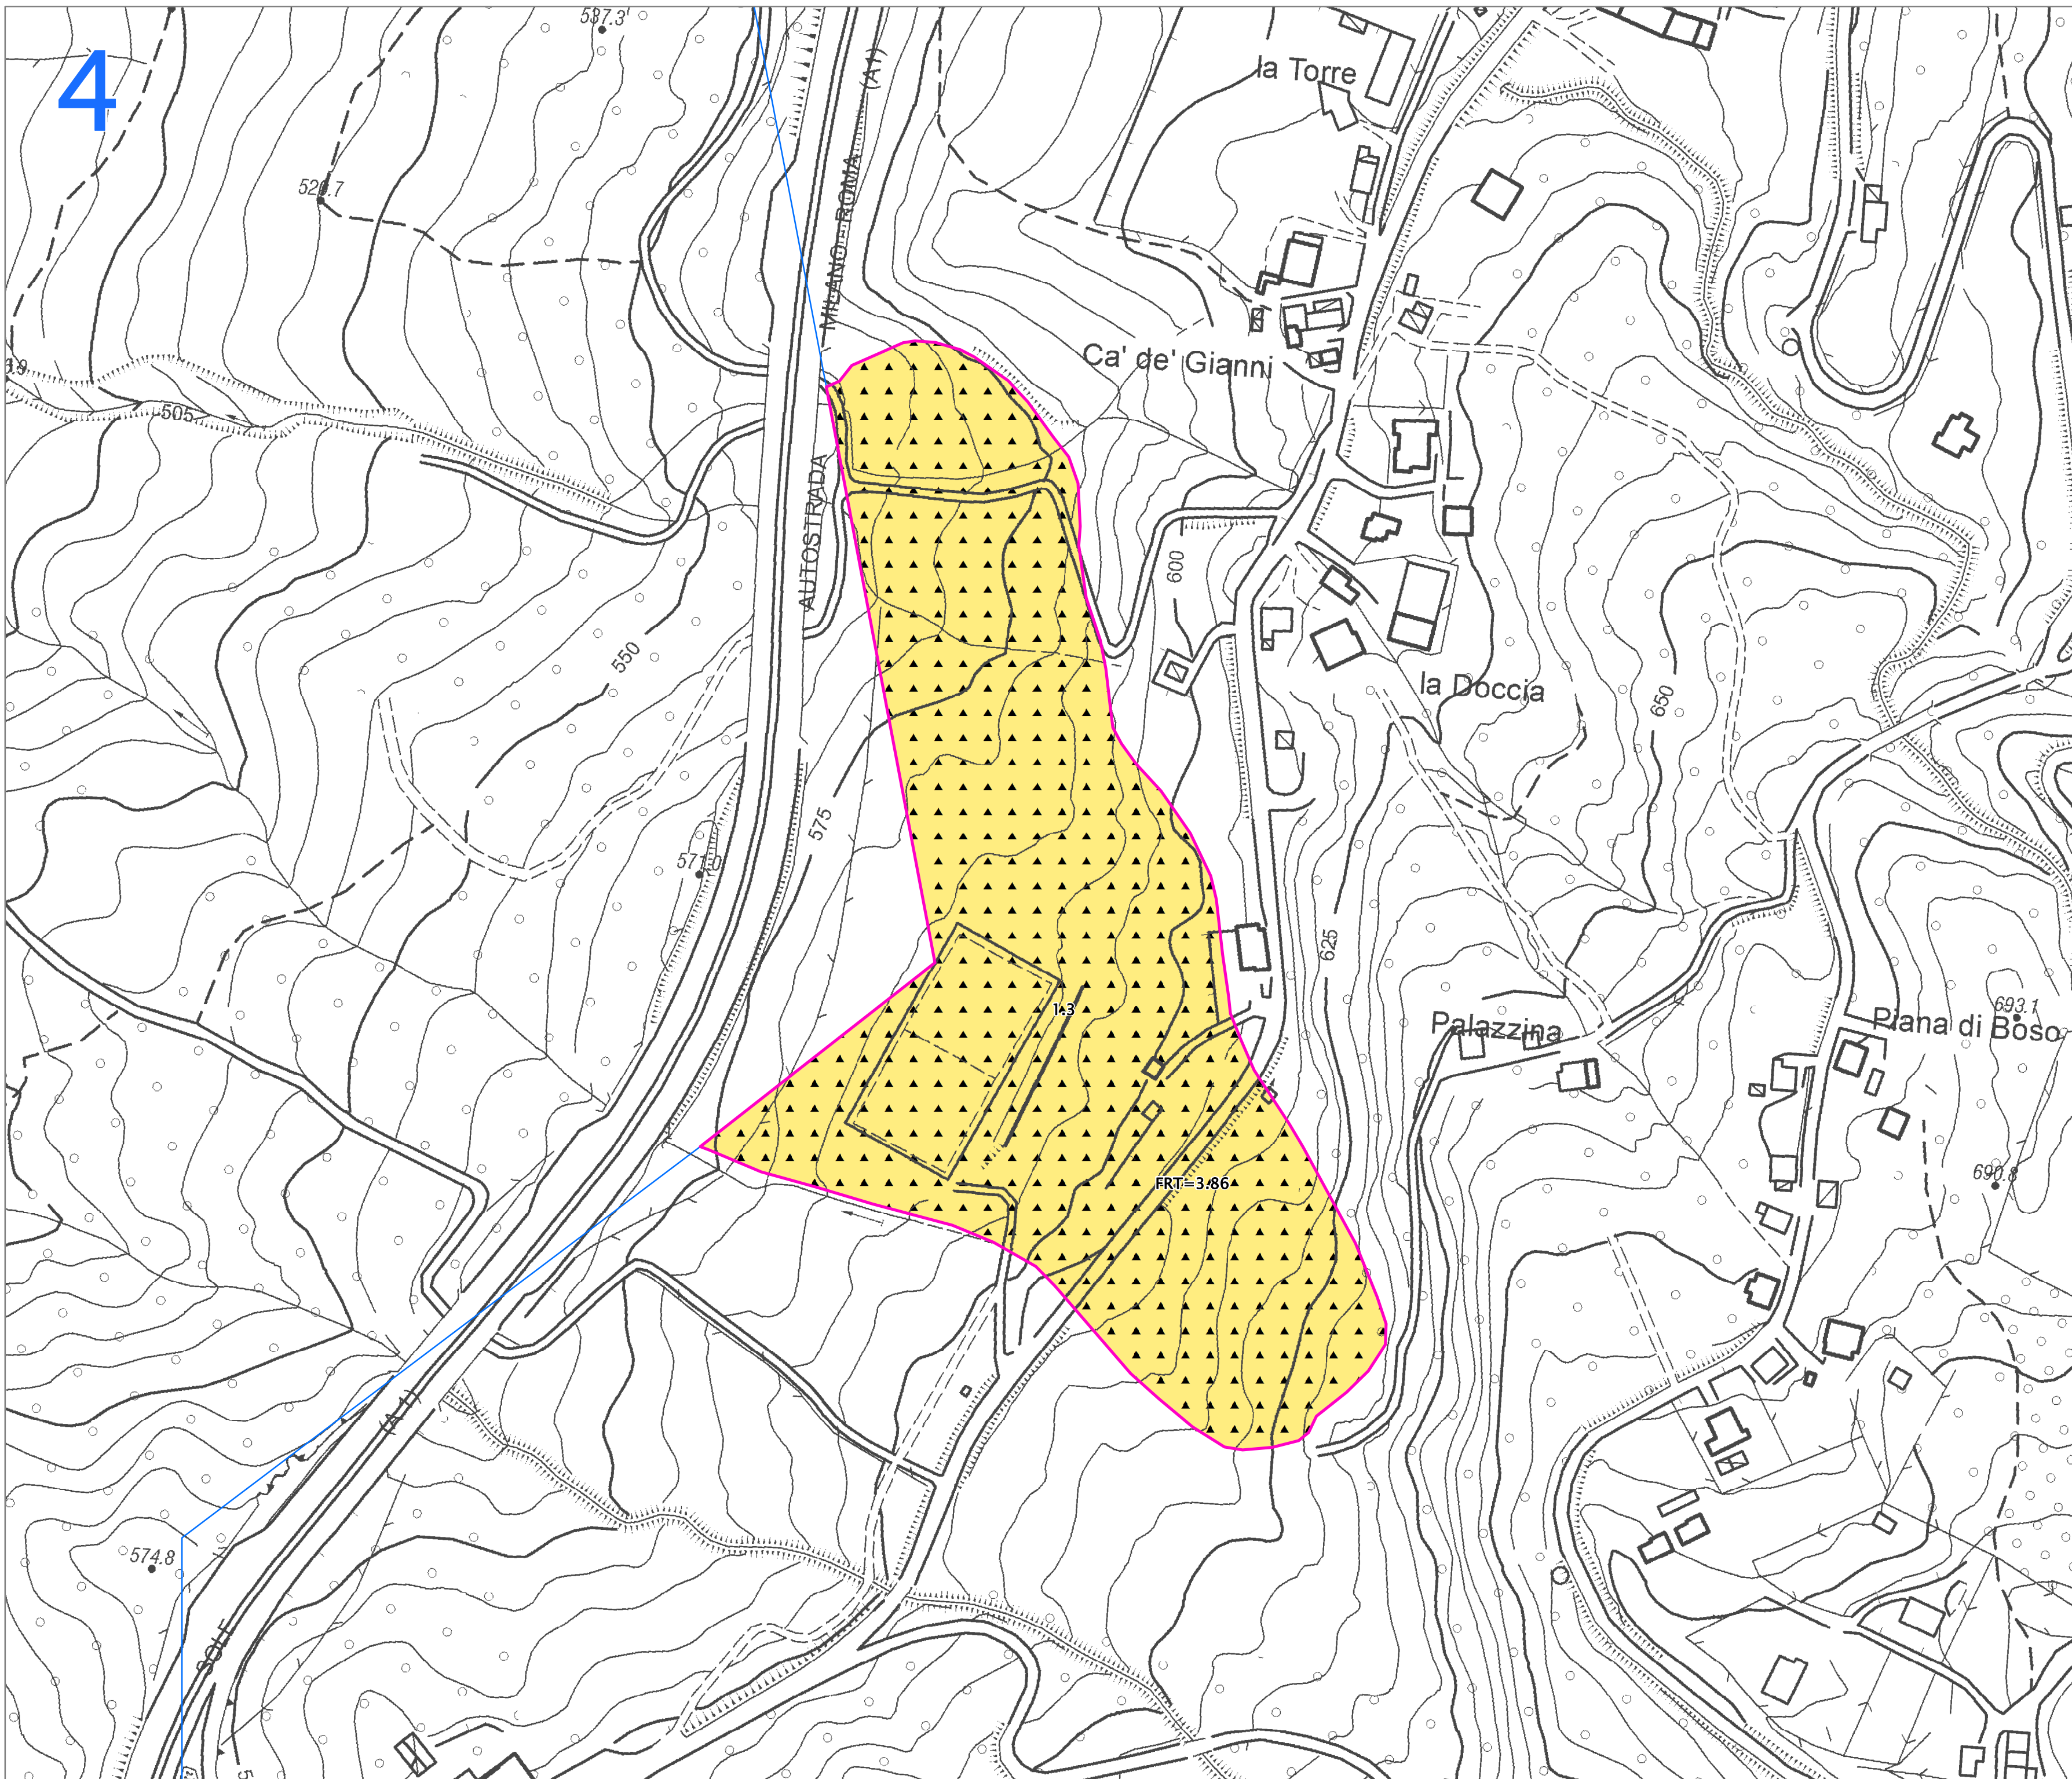 4
537.3
la Torre
(A1)
520.7
MILANO - ROMA
Ca' de' Gianni
505
AUTOSTRADA
600
550
la Doccia
650
575
571.0
625
1.3
693.1
Palazzina
Piana di Boso
FRT=3.86
690.8
(A 1)
574.8
SOLE